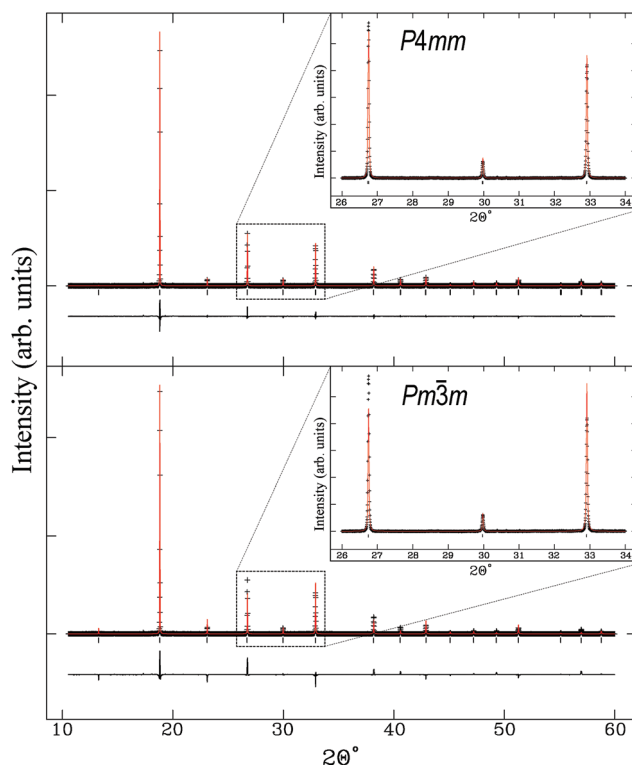 P4mm
Intensity (arb. units)
26 27 28 29 30 31 32 33 34
2Θ°
Intensity (arb. units)
Pm3̄m
Intensity (arb. units)
26 27 28 29 30 31 32 33 34
2Θ°
10 20 30 40 50 60
2Θ°